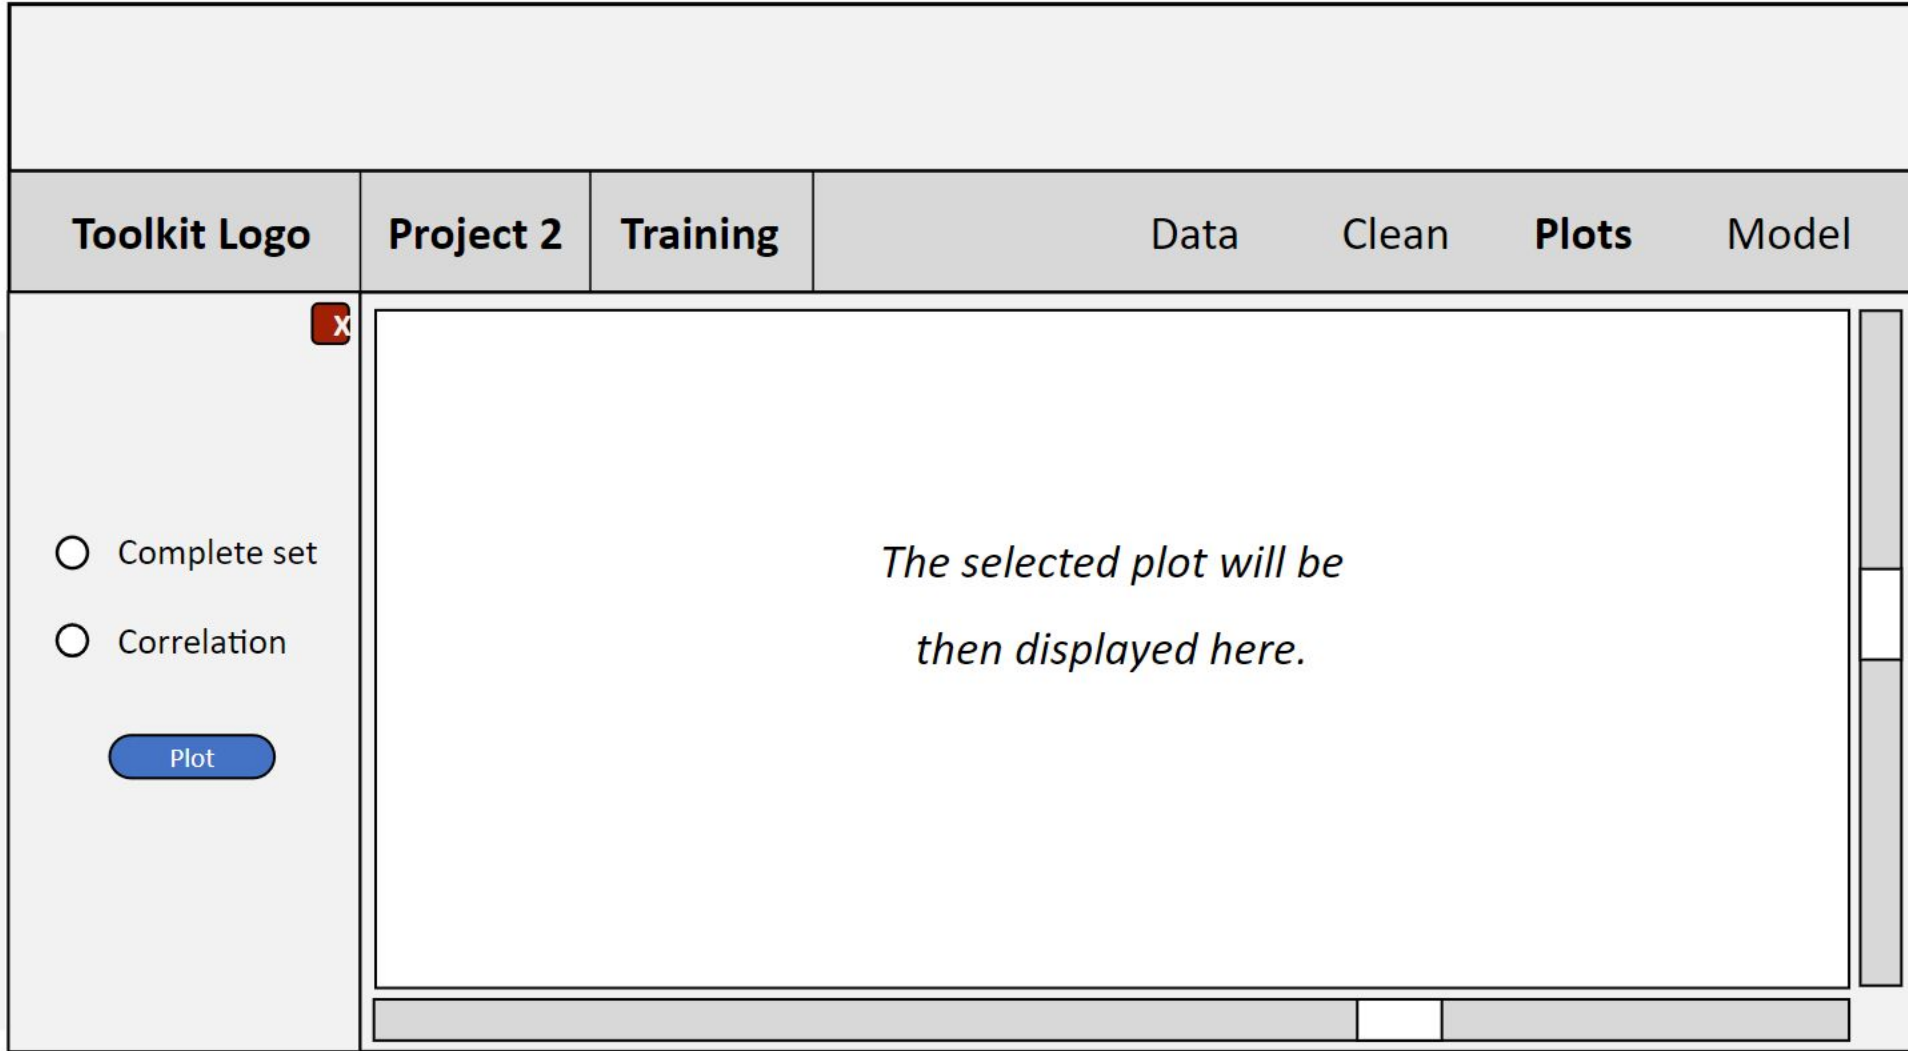 Toolkit Logo
Project 2
Training
Data
Clean
Plots
Model
X
Complete set
Correlation
Plot
The selected plot will be
then displayed here.